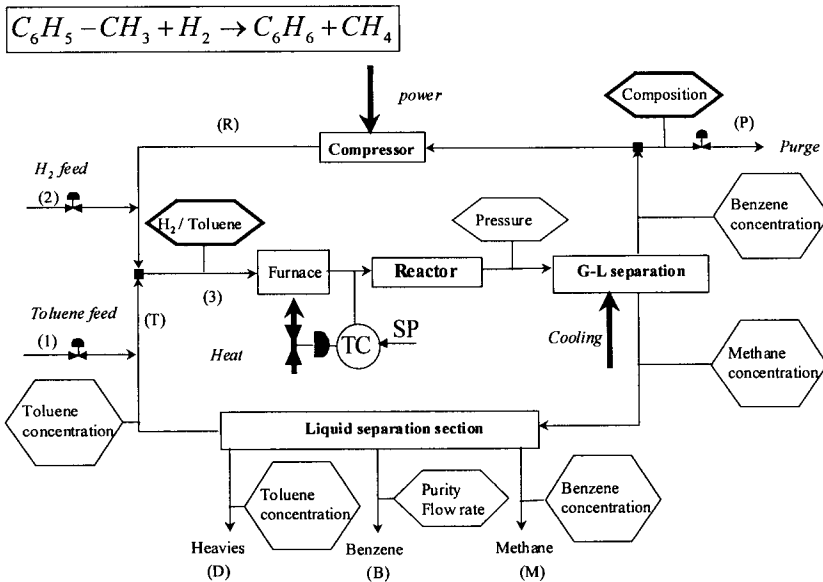 C₆H₅ – CH₃ + H₂ → C₆H₆ + CH₄
power
Composition
(R)
(P)
Compressor
Purge
H₂ feed
(2)
H₂ / Toluene
Pressure
Benzene
concentration
Furnace
Reactor
G-L separation
(3)
Toluene feed
(T)
(1)
SP
TC
Heat
Cooling
Methane
concentration
Toluene
concentration
Liquid separation section
Toluene
concentration
Purity
Flow rate
Benzene
concentration
Heavies
Benzene
Methane
(D)
(B)
(M)